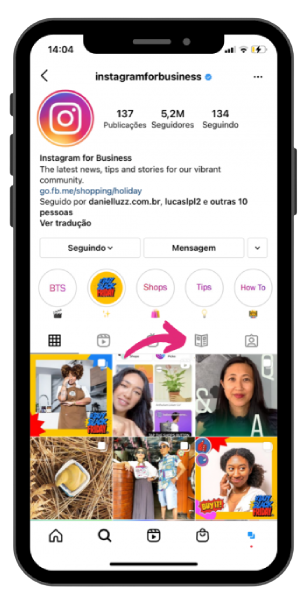 14:04
instagramforbusiness
137 5,2M 134
Publicações Seguidores Seguindo
Instagram for Business
The latest news, tips and stories for our vibrant
community.
go.fb.me/shopping/holiday
Seguido por danielluzz.com.br, lucaslpl2 e outras 10
pessoas
Ver tradução
Seguindo Mensagem
BTS Shops Tips How To
&
A
BUY IT!